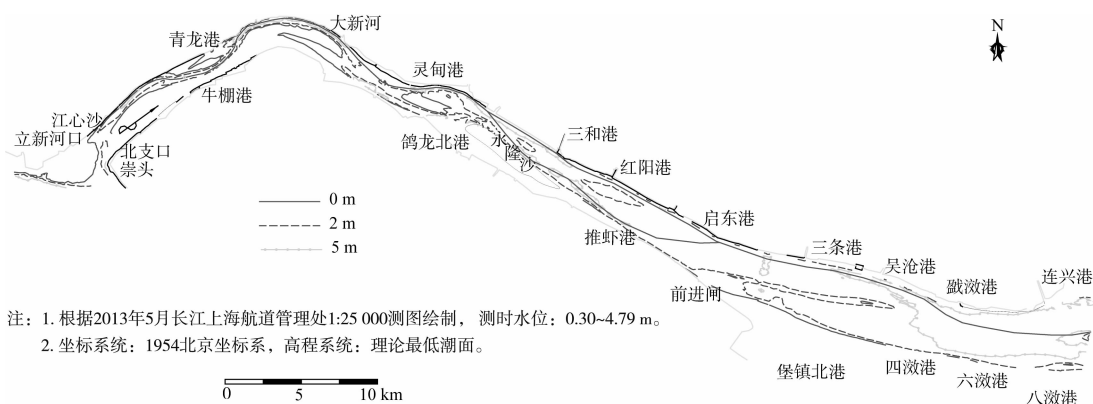 大新河
N
青龙港
灵甸港
牛棚港
江心沙
立新河口
北支口
崇头
鸽龙北港
永隆沙
三和港
红阳港
0 m
2 m
5 m
推虾港
启东港
三条港
吴沧港
戤滧港
连兴港
前进闸
注：1. 根据2013年5月长江上海航道管理处1:25 000测图绘制， 测时水位：0.30~4.79 m。
2. 坐标系统：1954北京坐标系，高程系统：理论最低潮面。
堡镇北港
四滧港
六滧港
八滧港
0 5 10 km